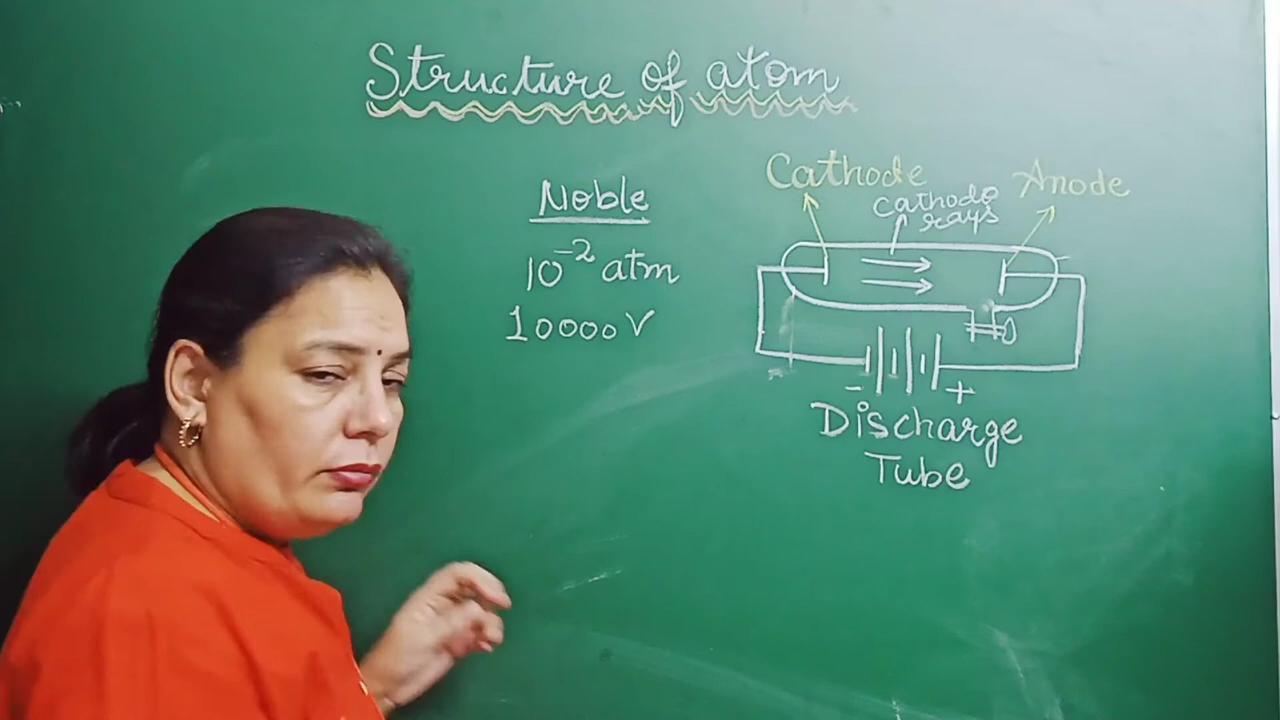 Structure of atom
Noble
10⁻² atm
10000 V
Cathode
Anode
Cathode
rays
-
+
Discharge
Tube